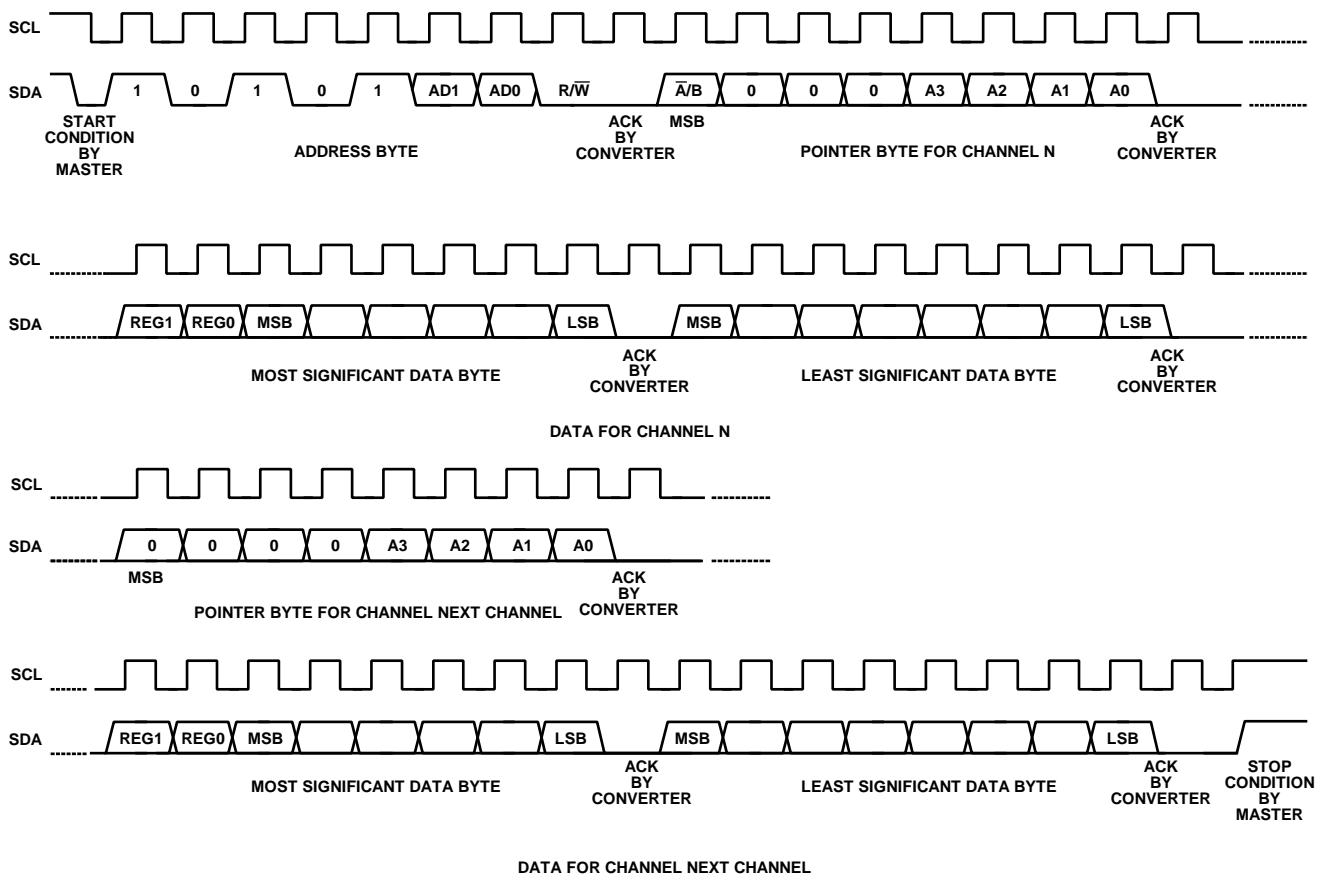 SCL
SDA
1 0 1 0 1 AD1 AD0 R/W̅ A̅/B 0 0 0 A3 A2 A1 A0
START CONDITION BY MASTER
ADDRESS BYTE
ACK BY CONVERTER
MSB
POINTER BYTE FOR CHANNEL N
ACK BY CONVERTER
SCL
SDA
REG1 REG0 MSB LSB MSB LSB
MOST SIGNIFICANT DATA BYTE
ACK BY CONVERTER
LEAST SIGNIFICANT DATA BYTE
ACK BY CONVERTER
DATA FOR CHANNEL N
SCL
SDA
0 0 0 0 A3 A2 A1 A0
MSB
POINTER BYTE FOR CHANNEL NEXT CHANNEL
ACK BY CONVERTER
SCL
SDA
REG1 REG0 MSB LSB MSB LSB
MOST SIGNIFICANT DATA BYTE
ACK BY CONVERTER
LEAST SIGNIFICANT DATA BYTE
ACK BY CONVERTER
STOP CONDITION BY MASTER
DATA FOR CHANNEL NEXT CHANNEL